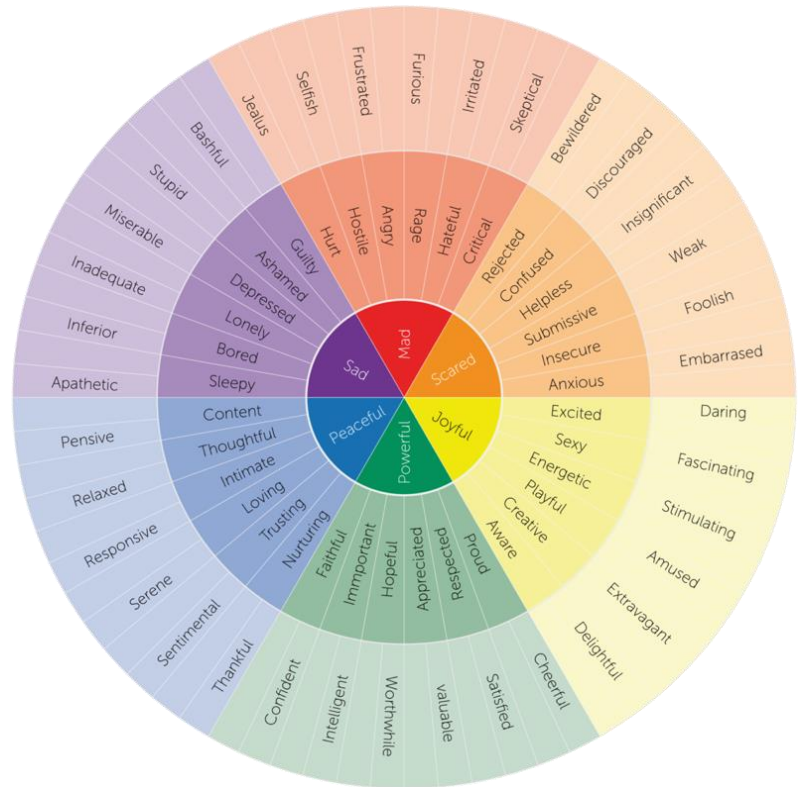 Mad
Scared
Joyful
Powerful
Peaceful
Sad
Hurt
Hostile
Angry
Rage
Hateful
Critical
Rejected
Confused
Helpless
Submissive
Insecure
Anxious
Excited
Sexy
Energetic
Playful
Creative
Aware
Proud
Respected
Appreciated
Hopeful
Immportant
Faithful
Nurturing
Trusting
Loving
Intimate
Thoughtful
Content
Sleepy
Bored
Lonely
Depressed
Ashamed
Guilty
Jealus
Selfish
Frustrated
Furious
Irritated
Skeptical
Bewildered
Discouraged
Insignificant
Weak
Foolish
Embarrased
Daring
Fascinating
Stimulating
Amused
Extravagant
Delightful
Cheerful
Satisfied
valuable
Worthwhile
Intelligent
Confident
Thankful
Sentimental
Serene
Responsive
Relaxed
Pensive
Apathetic
Inferior
Inadequate
Miserable
Stupid
Bashful